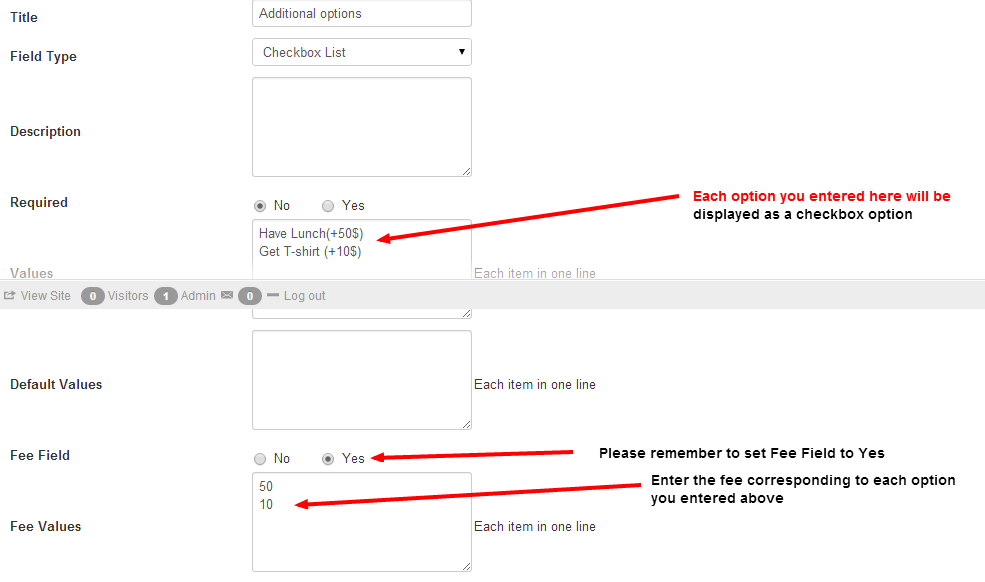 Title
Additional options
Field Type
Checkbox List
Description
Required
No
Yes
Each option you entered here will be
displayed as a checkbox option
Have Lunch(+50$)
Get T-shirt (+10$)
Values
Each item in one line
View Site 0 Visitors 1 Admin 0 Log out
Default Values
Each item in one line
Fee Field
No
Yes
Please remember to set Fee Field to Yes
50
10
Enter the fee corresponding to each option
you entered above
Fee Values
Each item in one line